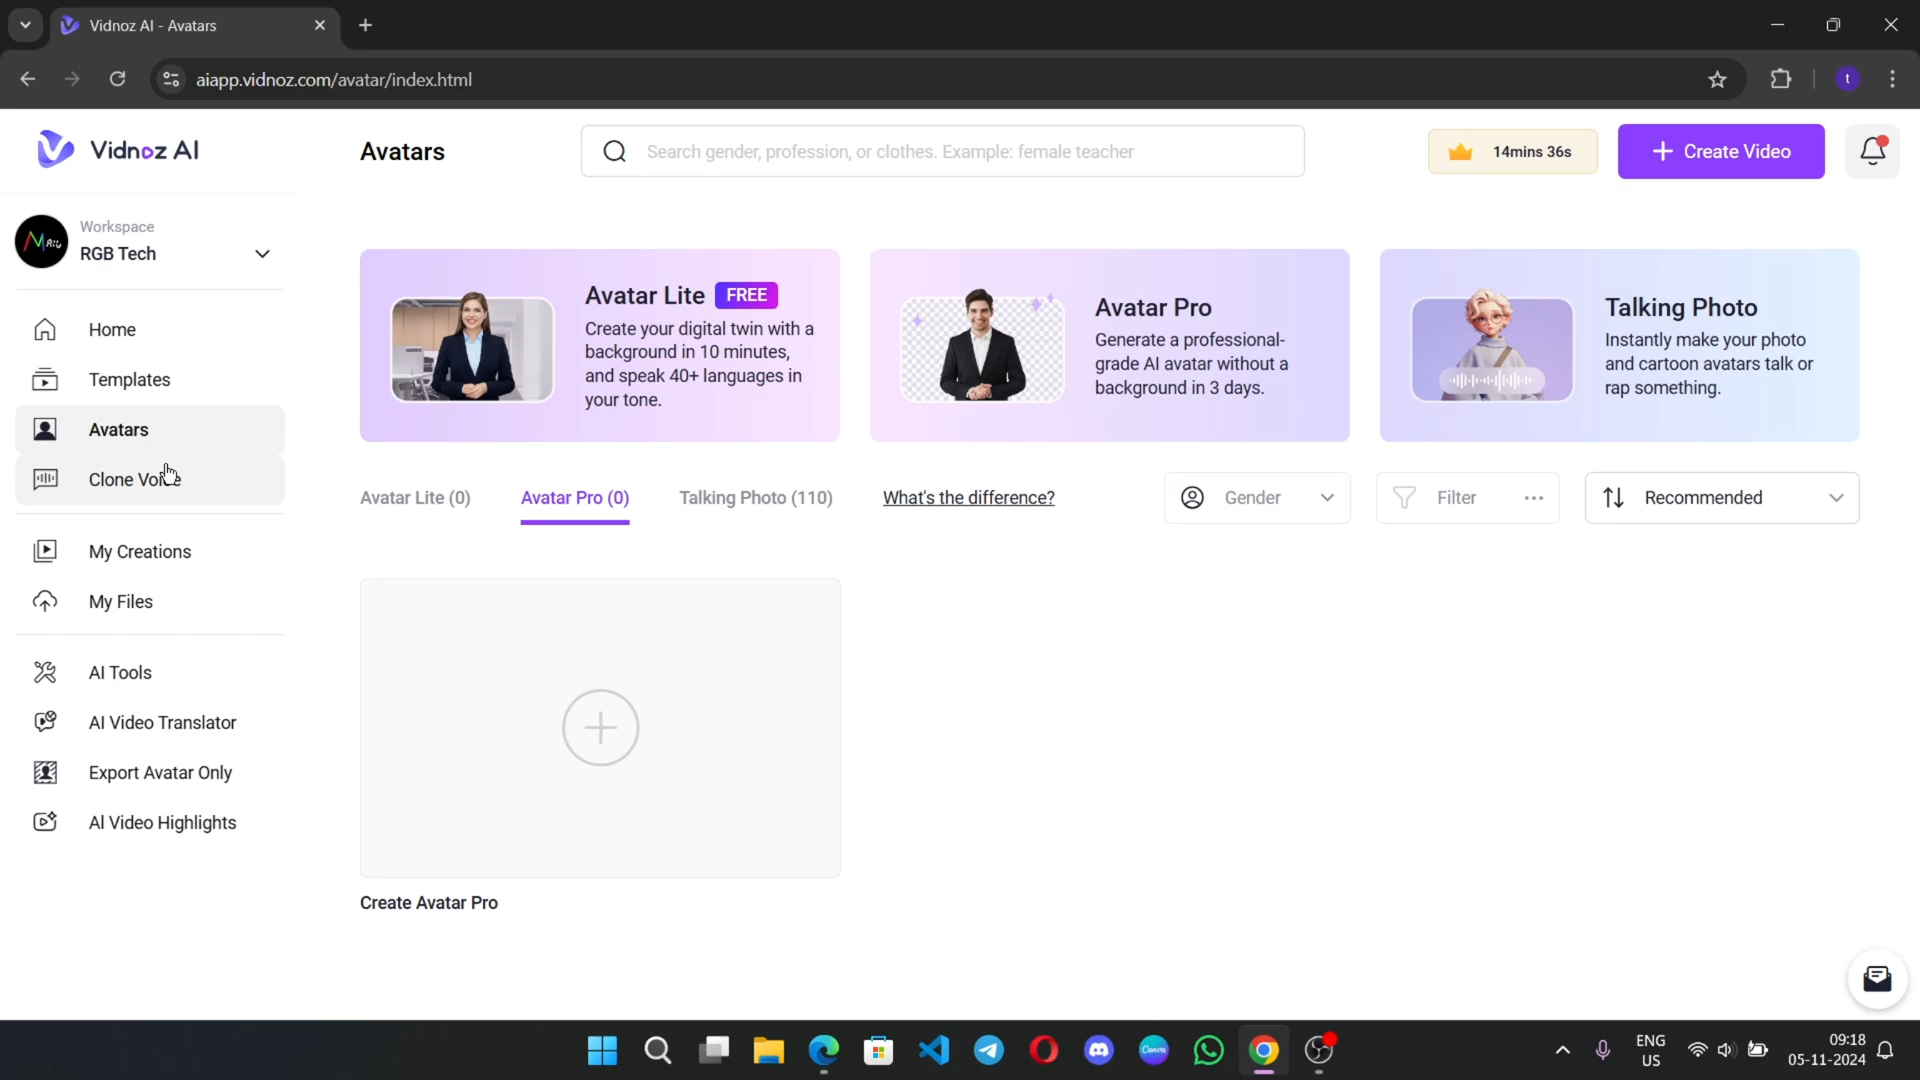 Vidnoz AI - Avatars
aiapp.vidnoz.com/avatar/index.html
t
Vidnoz AI
Avatars
Search gender, profession, or clothes. Example: female teacher
14mins 36s
Create Video
Workspace
RGB Tech
Home
Templates
Avatars
Clone Voice
My Creations
My Files
AI Tools
AI Video Translator
Export Avatar Only
AI Video Highlights
Avatar Lite FREE
Create your digital twin with a
background in 10 minutes,
and speak 40+ languages in
your tone.
Avatar Pro
Generate a professional-
grade AI avatar without a
background in 3 days.
Talking Photo
Instantly make your photo
and cartoon avatars talk or
rap something.
Avatar Lite (0)
Avatar Pro (0)
Talking Photo (110)
What's the difference?
Gender
Filter
Recommended
Create Avatar Pro
Canva
ENG
US
09:18
05-11-2024